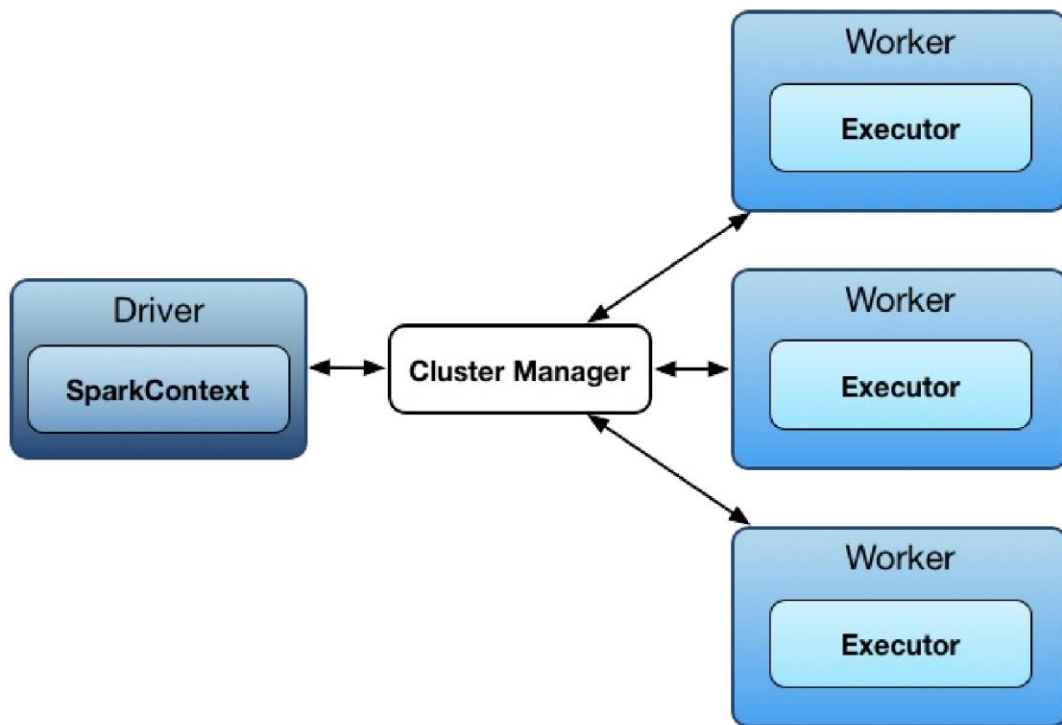 Worker
Executor
Driver
SparkContext
Cluster Manager
Worker
Executor
Worker
Executor